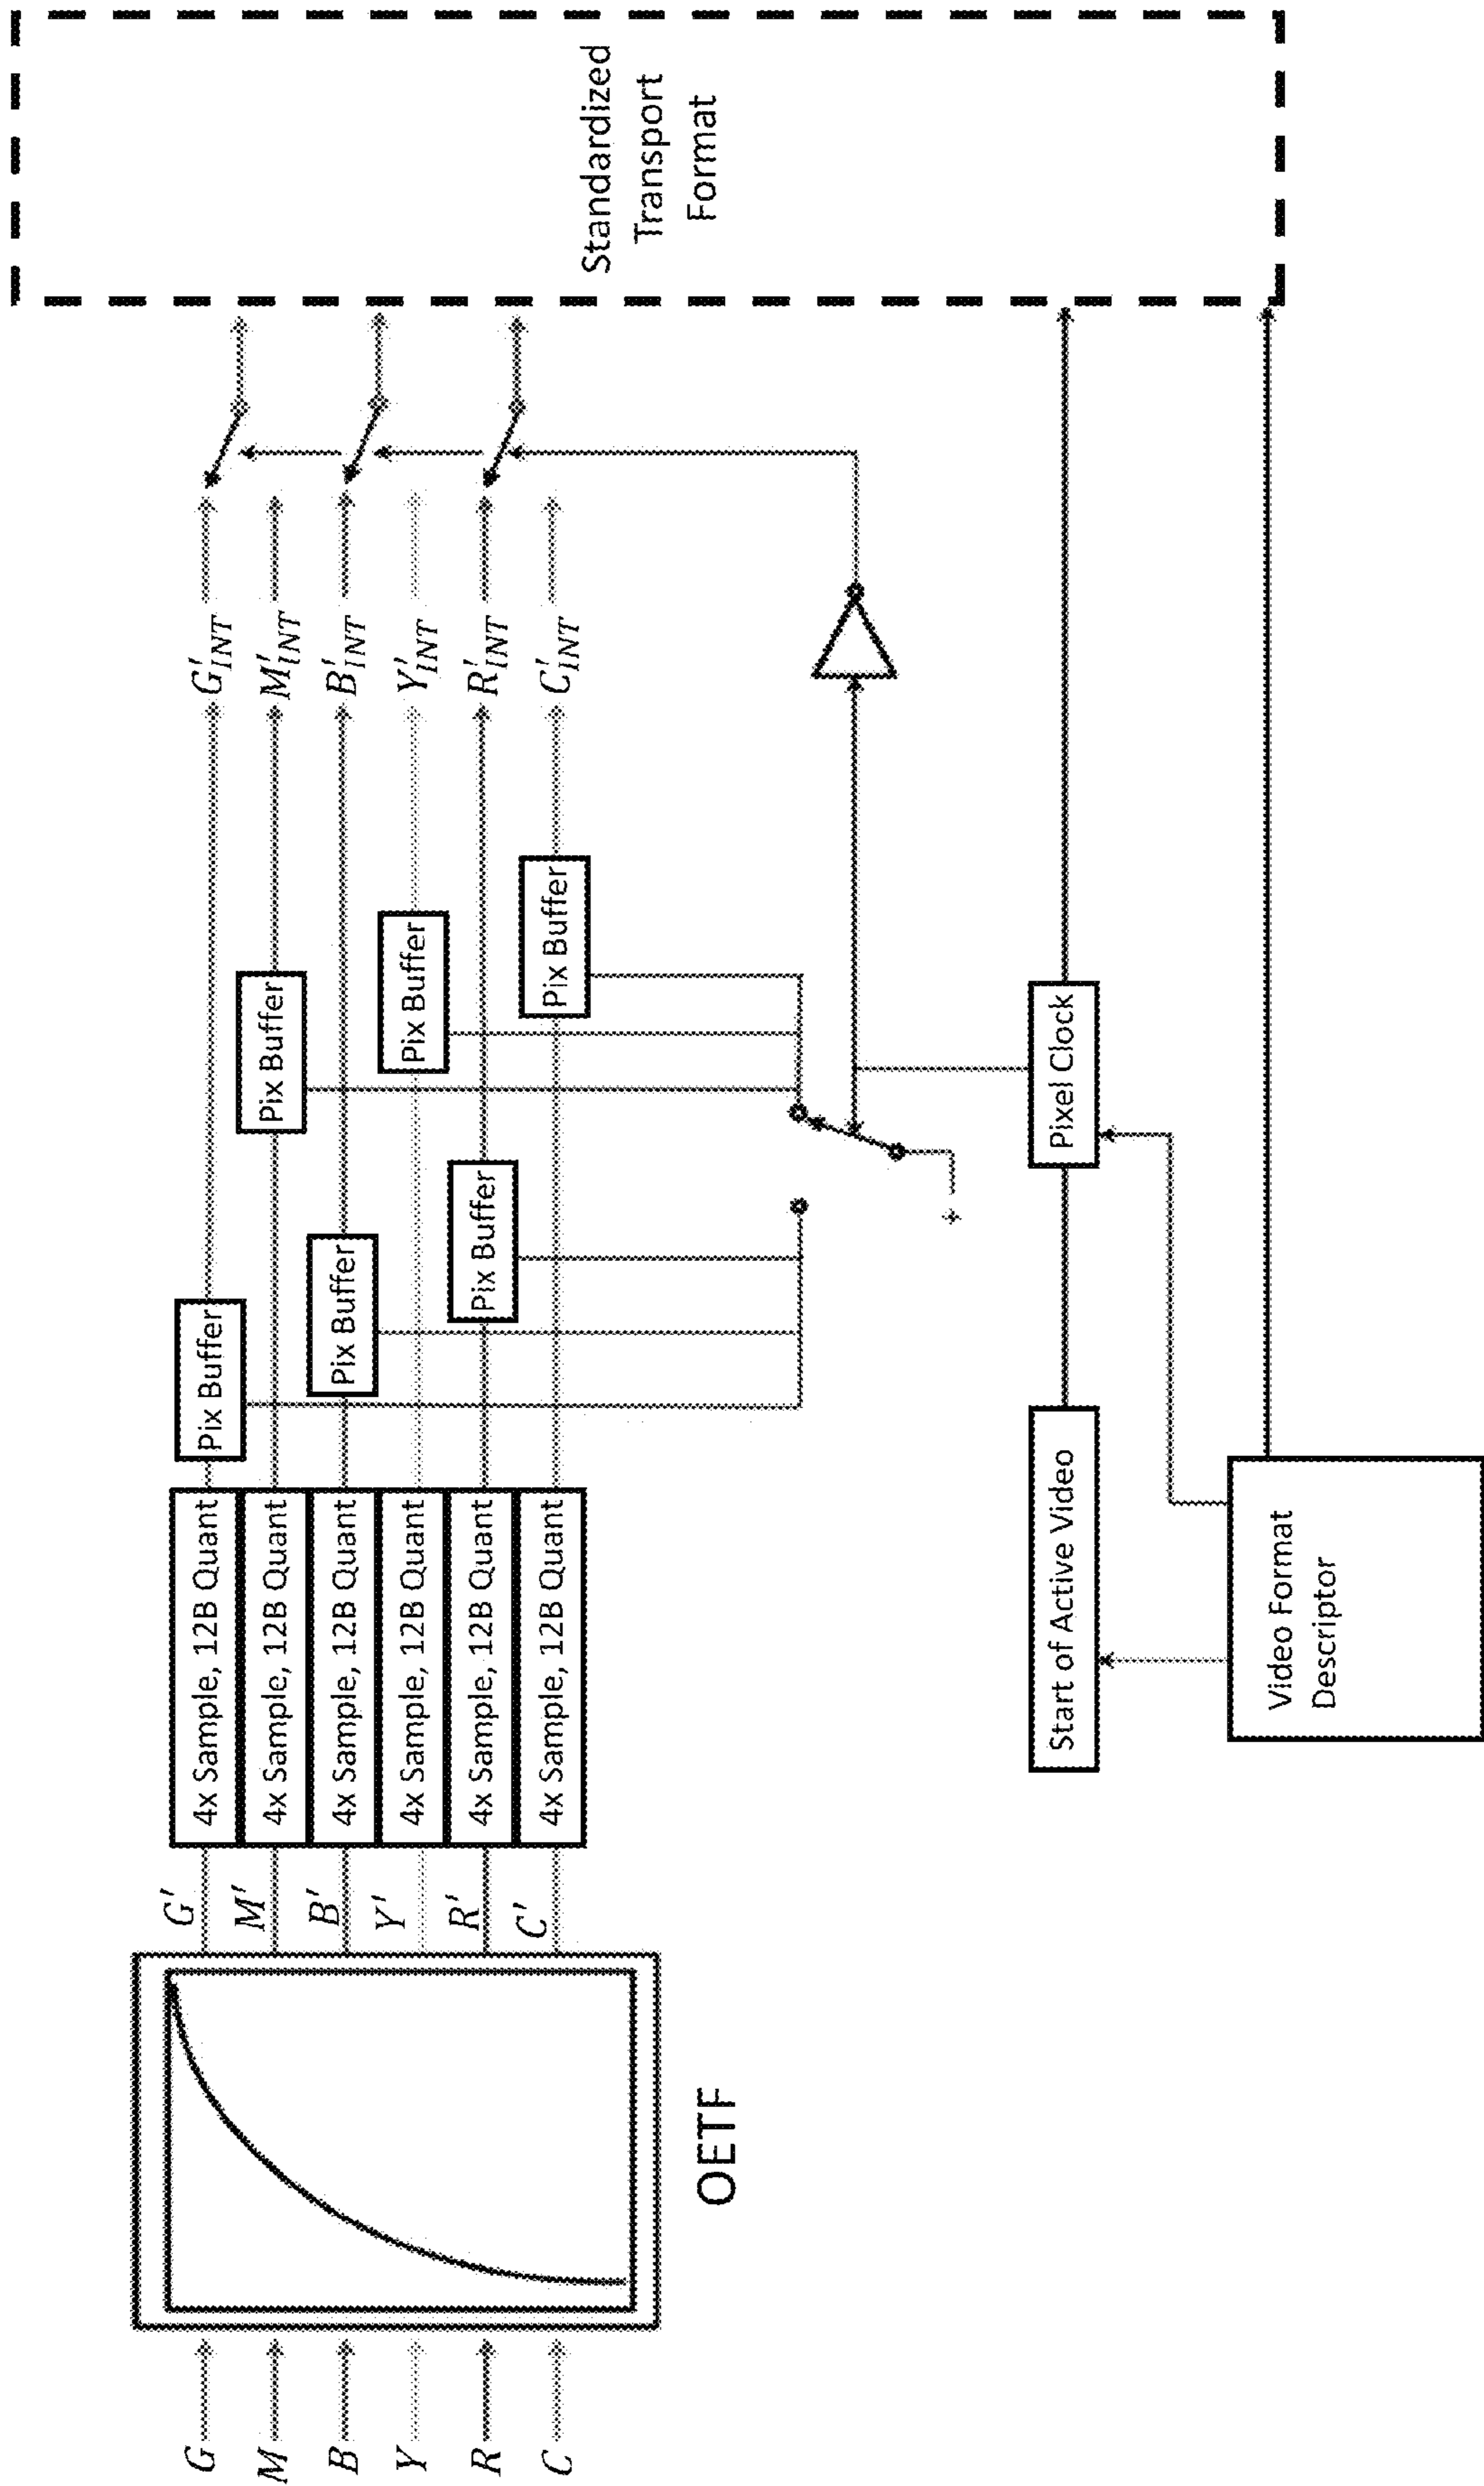 G
M
B
Y
R
C
OETF
G'
M'
B'
Y'
R'
C'
4x Sample, 12B Quant
4x Sample, 12B Quant
4x Sample, 12B Quant
4x Sample, 12B Quant
4x Sample, 12B Quant
4x Sample, 12B Quant
Pix Buffer
Pix Buffer
Pix Buffer
Pix Buffer
Pix Buffer
Pix Buffer
G'INT
M'INT
B'INT
Y'INT
R'INT
C'INT
+
Standardized
Transport
Format
Start of Active Video
Pixel Clock
Video Format
Descriptor